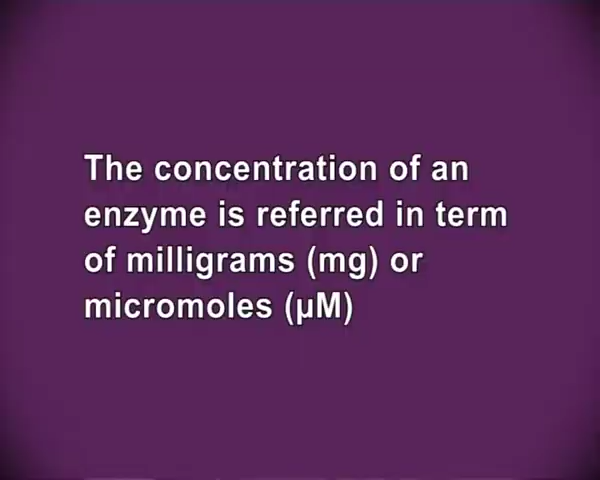 The concentration of an
enzyme is referred in term
of milligrams (mg) or
micromoles (µM)